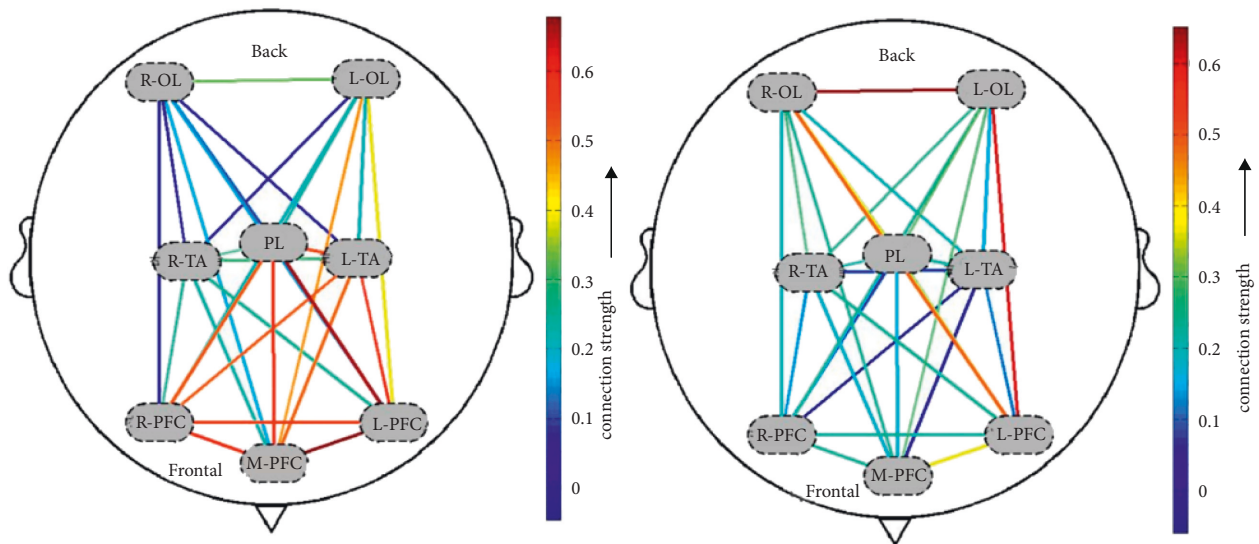 Back
R-OL
L-OL
R-TA
PL
L-TA
R-PFC
L-PFC
M-PFC
Frontal
0.6
0.5
0.4
0.3
0.2
0.1
0
connection strength
Back
R-OL
L-OL
R-TA
PL
L-TA
R-PFC
L-PFC
M-PFC
Frontal
0.6
0.5
0.4
0.3
0.2
0.1
0
connection strength